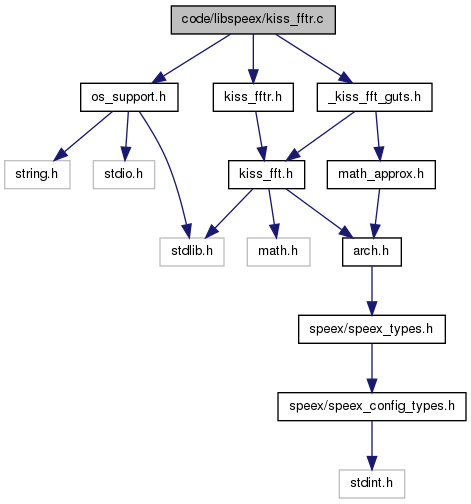 code/libspeex/kiss_fftr.c
os_support.h
kiss_fftr.h
_kiss_fft_guts.h
string.h
stdio.h
kiss_fft.h
math_approx.h
stdlib.h
math.h
arch.h
speex/speex_types.h
speex/speex_config_types.h
stdint.h